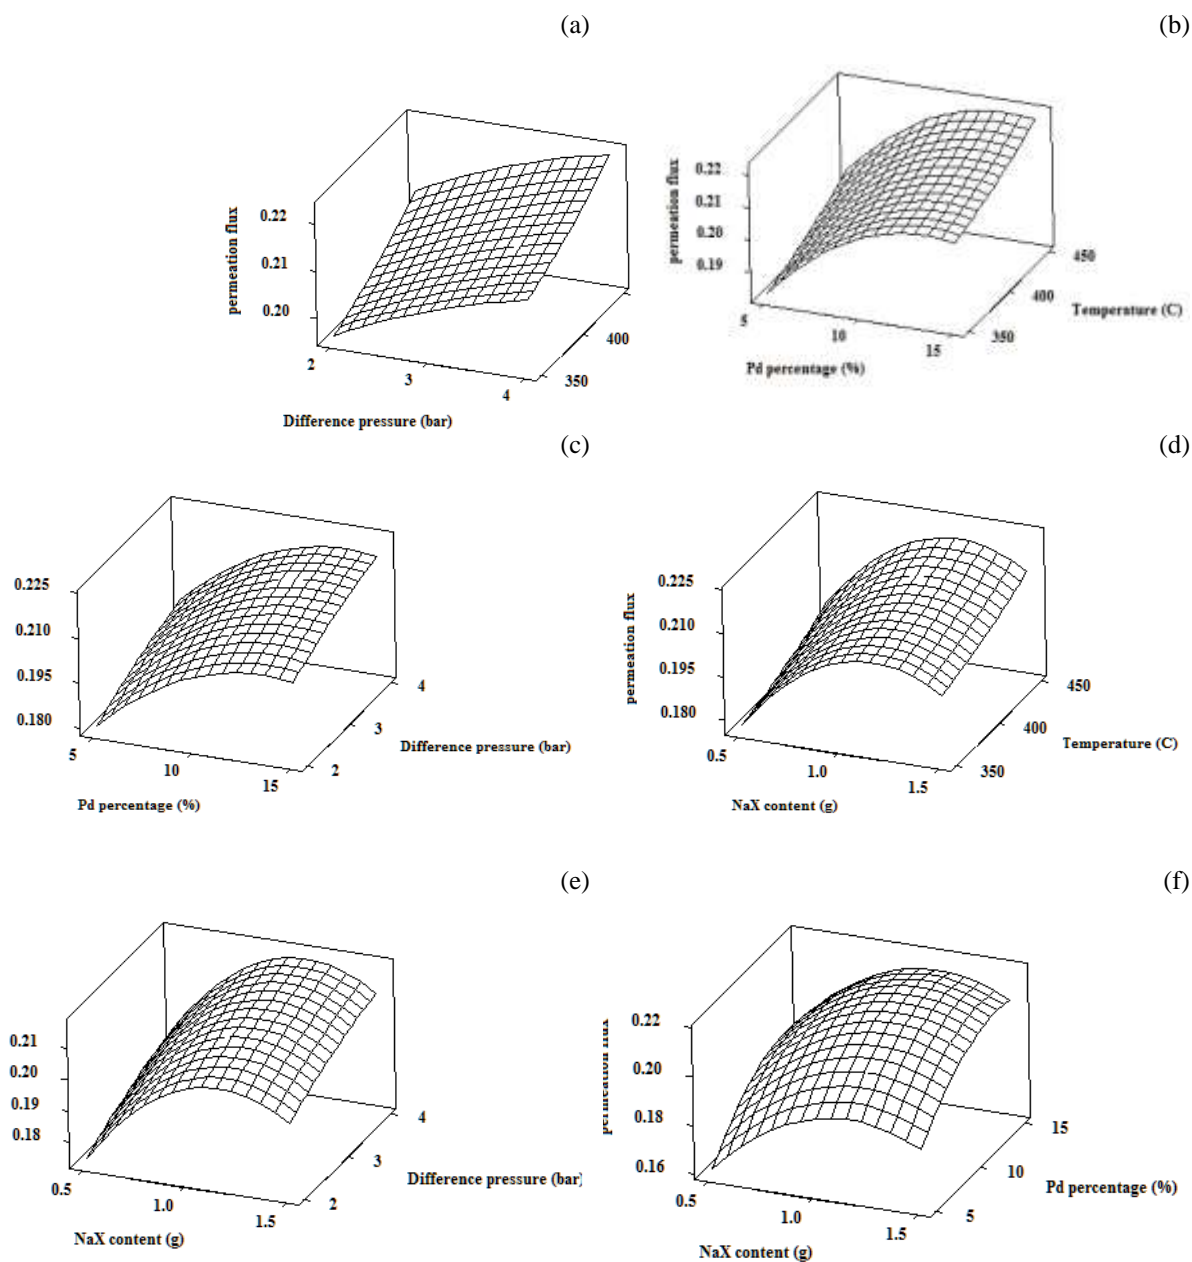 (a)
permeation flux
0.22
0.21
0.20
2
3
4
350
400
Difference pressure (bar)
(b)
permeation flux
0.22
0.21
0.20
0.19
5
10
15
350
400
450
Temperature (C)
Pd percentage (%)
(c)
0.225
0.210
0.195
0.180
5
10
15
2
3
4
Difference pressure (bar)
Pd percentage (%)
(d)
permeation flux
0.225
0.210
0.195
0.180
0.5
1.0
1.5
350
400
450
Temperature (C)
NaX content (g)
(e)
0.21
0.20
0.19
0.18
0.5
1.0
1.5
2
3
4
Difference pressure (bar)
NaX content (g)
(f)
permeation flux
0.22
0.20
0.18
0.16
0.5
1.0
1.5
5
10
15
Pd percentage (%)
NaX content (g)